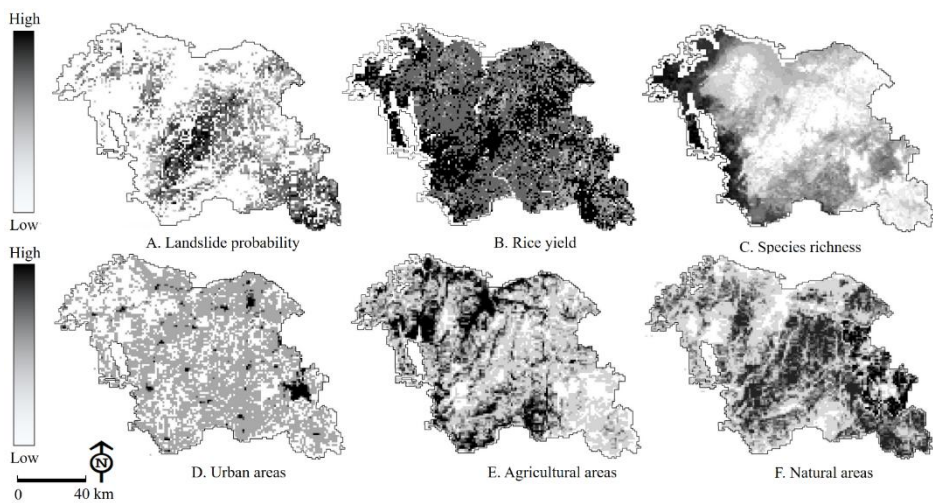 High
Low
A. Landslide probability
B. Rice yield
C. Species richness
High
Low
N
0 40 km
D. Urban areas
E. Agricultural areas
F. Natural areas